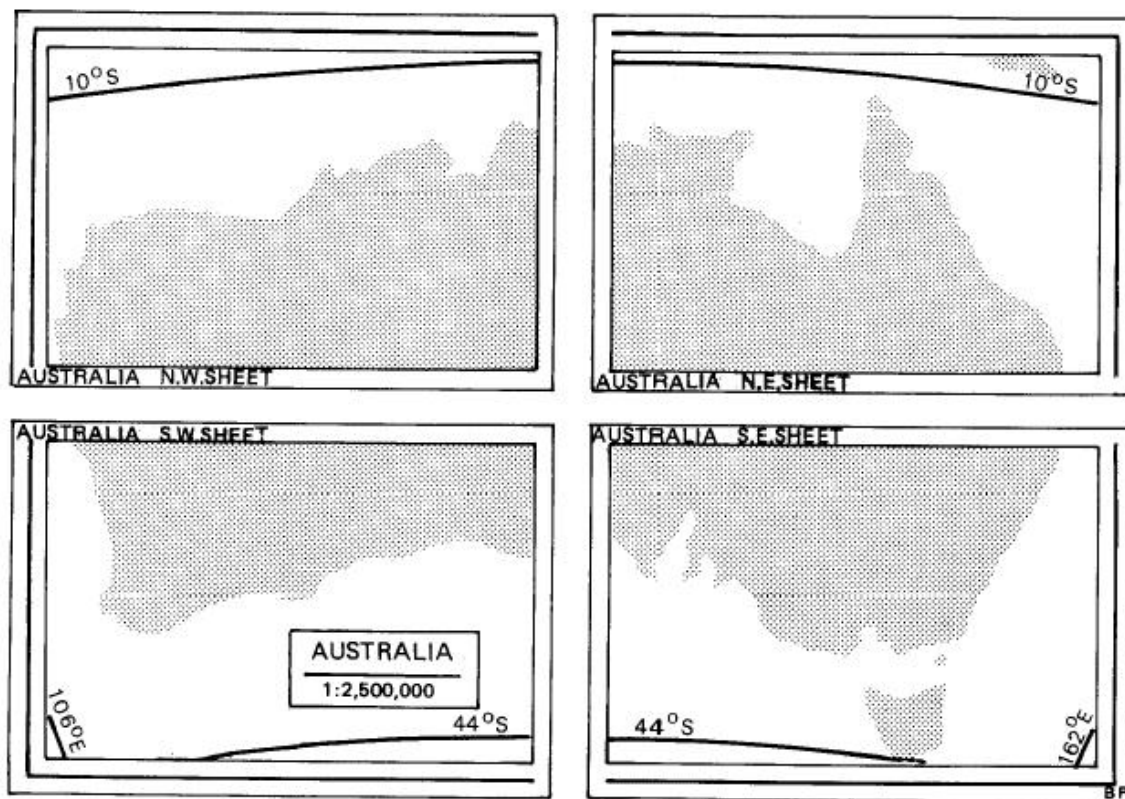 10°S
AUSTRALIA N.W.SHEET
10°S
AUSTRALIA N.E.SHEET
AUSTRALIA S.W.SHEET
AUSTRALIA
1:2,500,000
106°E
44°S
AUSTRALIA S.E.SHEET
44°S
162°E